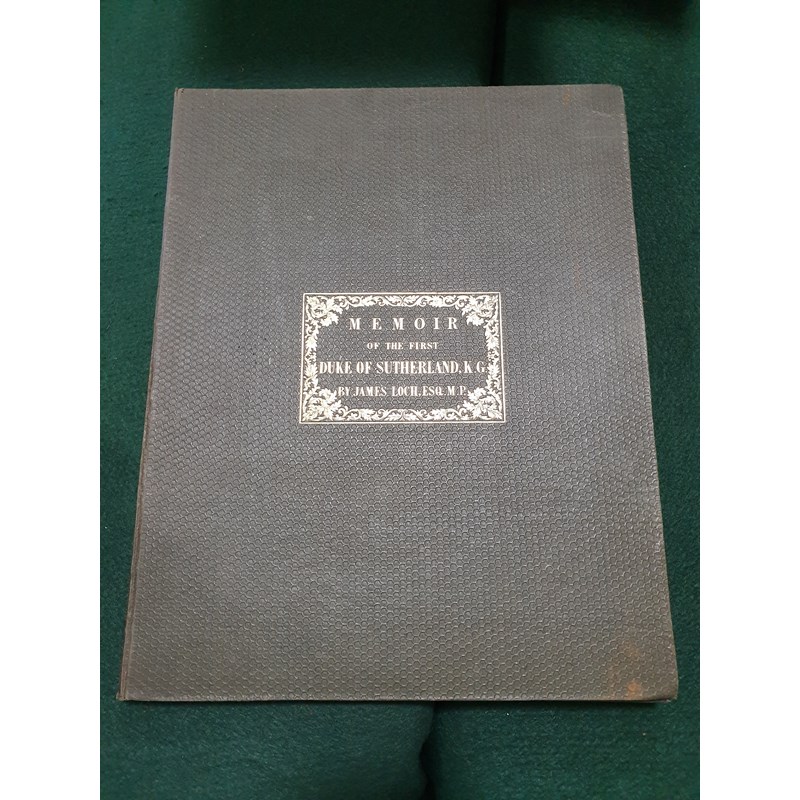 MEMOIR
OF THE FIRST
DUKE OF SUTHERLAND, K.G.
BY JAMES LOCH, ESQ. M.P.